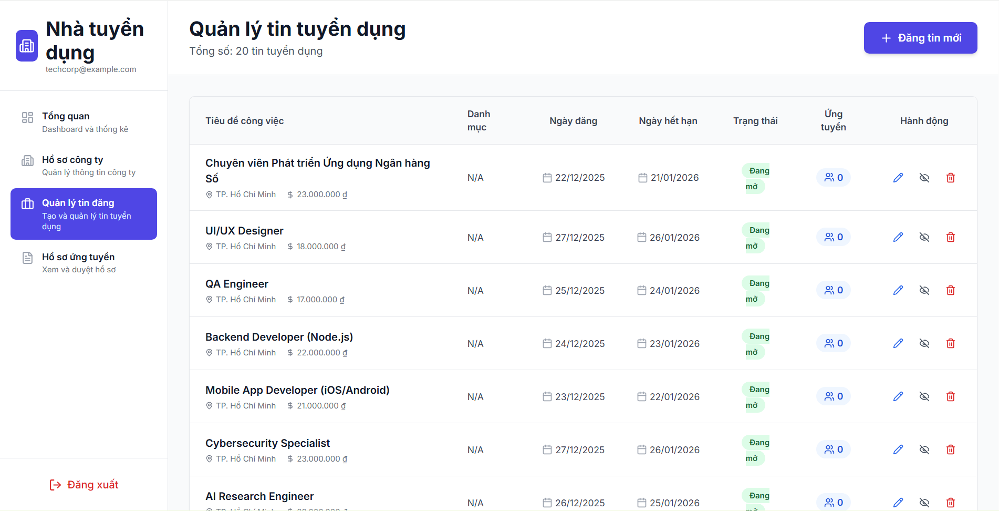 Nhà tuyển
dụng
techcorp@example.com
Tổng quan
Dashboard và thống kê
Hồ sơ công ty
Quản lý thông tin công ty
Quản lý tin đăng
Tạo và quản lý tin tuyển
dụng
Hồ sơ ứng tuyển
Xem và duyệt hồ sơ
Đăng xuất
Quản lý tin tuyển dụng
Tổng số: 20 tin tuyển dụng
Đăng tin mới
Tiêu đề công việc
Danh
mục
Ngày đăng
Ngày hết hạn
Trạng thái
Ứng
tuyển
Hành động
Chuyên viên Phát triển Ứng dụng Ngân hàng
Số
TP. Hồ Chí Minh $ 23.000.000 ₫
N/A
22/12/2025
21/01/2026
Đang
mở
0
UI/UX Designer
TP. Hồ Chí Minh $ 18.000.000 ₫
N/A
27/12/2025
26/01/2026
Đang
mở
0
QA Engineer
TP. Hồ Chí Minh $ 17.000.000 ₫
N/A
25/12/2025
24/01/2026
Đang
mở
0
Backend Developer (Node.js)
TP. Hồ Chí Minh $ 22.000.000 ₫
N/A
24/12/2025
23/01/2026
Đang
mở
0
Mobile App Developer (iOS/Android)
TP. Hồ Chí Minh $ 21.000.000 ₫
N/A
23/12/2025
22/01/2026
Đang
mở
0
Cybersecurity Specialist
TP. Hồ Chí Minh $ 23.000.000 ₫
N/A
27/12/2025
26/01/2026
Đang
mở
0
AI Research Engineer
N/A
26/12/2025
25/01/2026
Đang
0